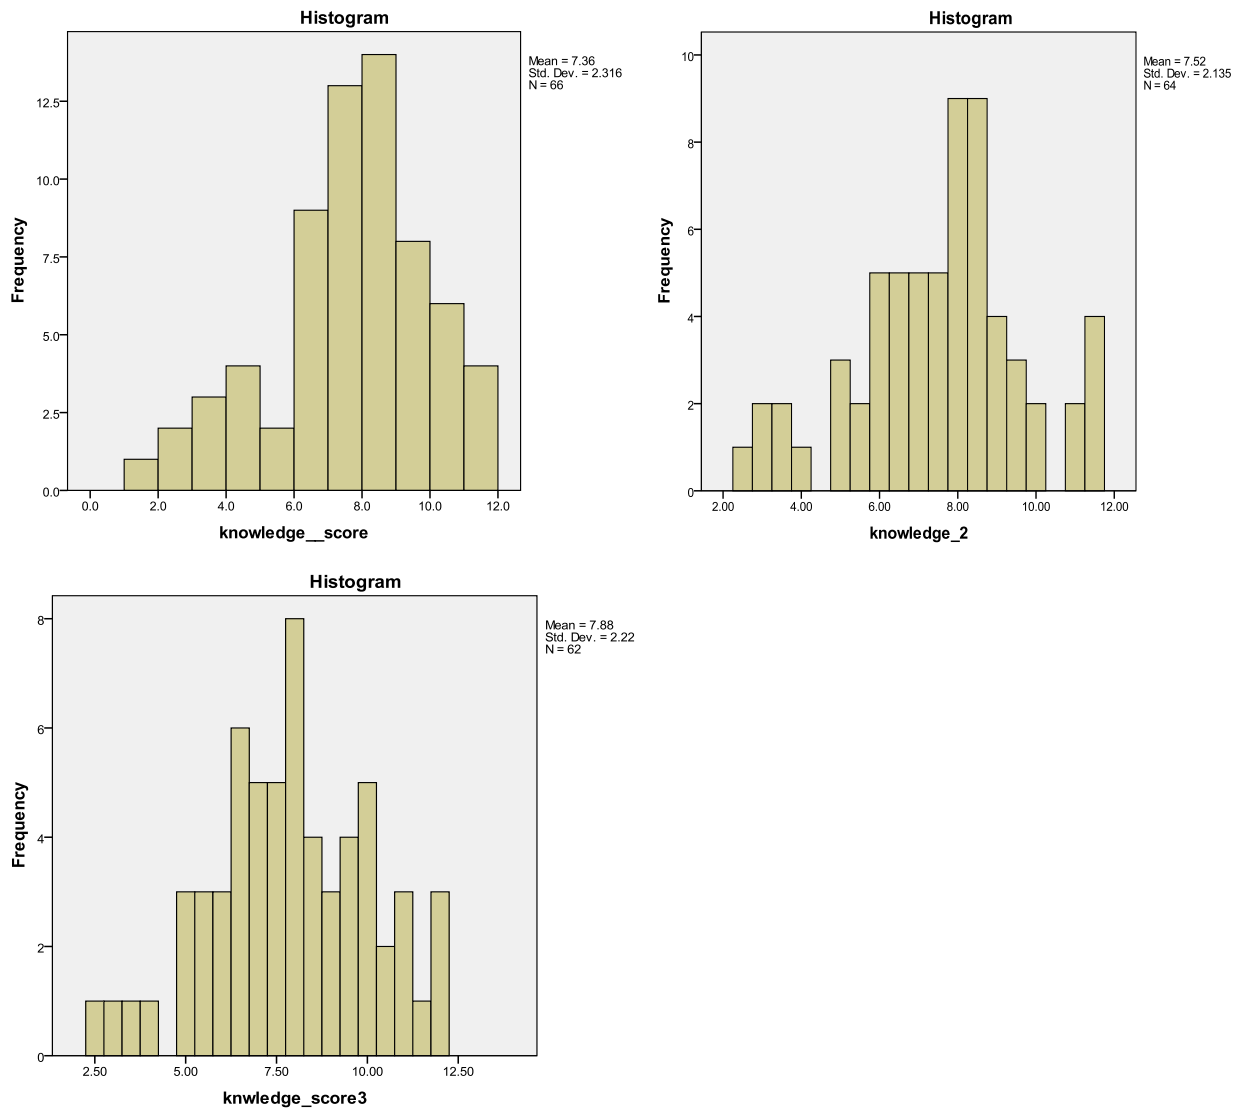 Histogram
Mean = 7.36
Std. Dev. = 2.316
N = 66
Frequency
12.5
10.0
7.5
5.0
2.5
0.0
0.0 2.0 4.0 6.0 8.0 10.0 12.0
knowledge__score
Histogram
Mean = 7.52
Std. Dev. = 2.135
N = 64
Frequency
10
8
6
4
2
0
2.00 4.00 6.00 8.00 10.00 12.00
knowledge_2
Histogram
Mean = 7.88
Std. Dev. = 2.22
N = 62
Frequency
8
6
4
2
0
2.50 5.00 7.50 10.00 12.50
knwledge_score3